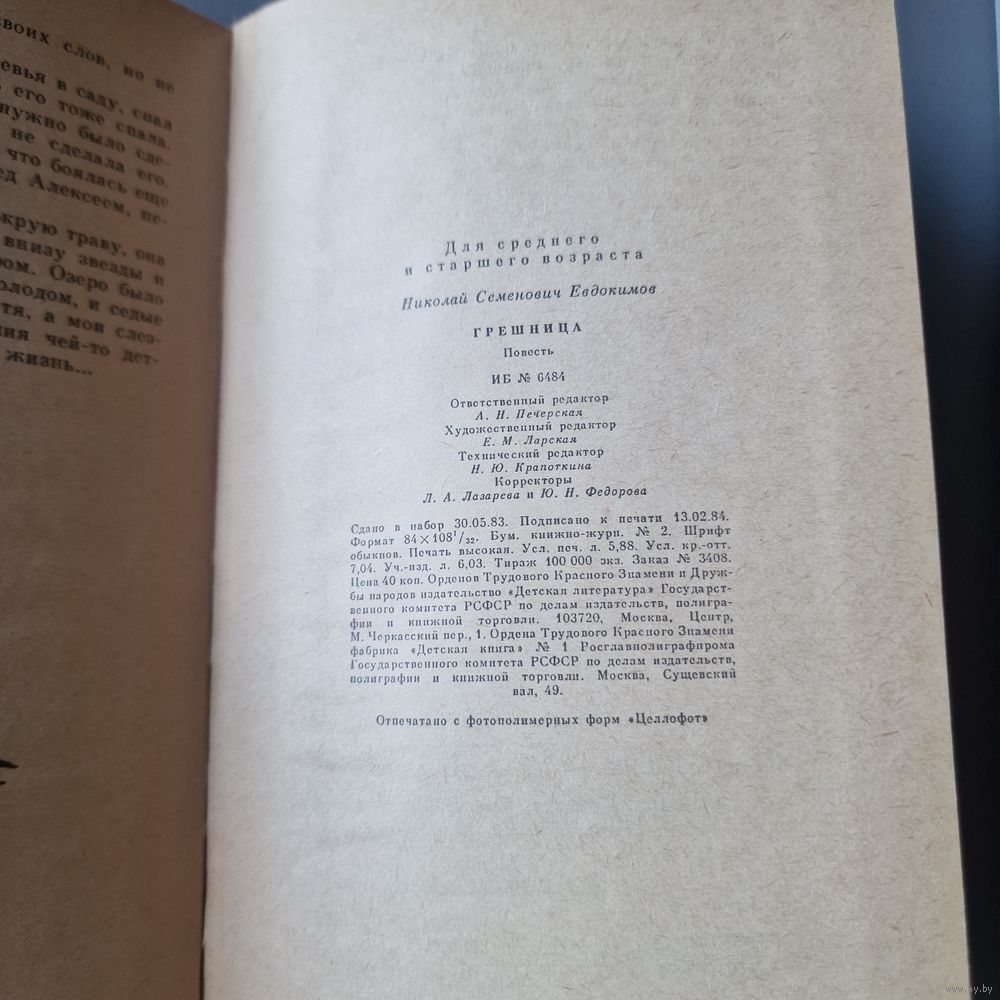 своих слов, но не
евья в саду, спал
его тоже спала.
нужно было сде-
не сделала его.
что боялась еще
ед Алексеем, пе-
окрую траву, она
внизу звезды и
ром. Озеро было
олодом, и седые
тя, а мои слез-
ния чей-то дет-
жизнь...
Для среднего
и старшего возраста
Николай Семенович Евдокимов
ГРЕШНИЦА
Повесть
ИБ № 6484
Ответственный редактор
А. Н. Печерская
Художественный редактор
Е. М. Ларская
Технический редактор
Н. Ю. Крапоткина
Корректоры
Л. А. Лазарева и Ю. Н. Федорова
Сдано в набор 30.05.83. Подписано к печати 13.02.84.
Формат 84×108¹/₃₂. Бум. книжно-журн. № 2. Шрифт
обыкнов. Печать высокая. Усл. печ. л. 5,88. Усл. кр.-отт.
7,04. Уч.-изд. л. 6,03. Тираж 100 000 экз. Заказ № 3408.
Цена 40 коп. Орденов Трудового Красного Знамени и Друж-
бы народов издательство «Детская литература» Государст-
венного комитета РСФСР по делам издательств, полигра-
фии и книжной торговли. 103720, Москва, Центр,
М. Черкасский пер., 1. Ордена Трудового Красного Знамени
фабрика «Детская книга» № 1 Росглавполиграфпрома
Государственного комитета РСФСР по делам издательств,
полиграфии и книжной торговли. Москва, Сущевский
вал, 49.
Отпечатано с фотополимерных форм «Целлофот»
www.ay.by